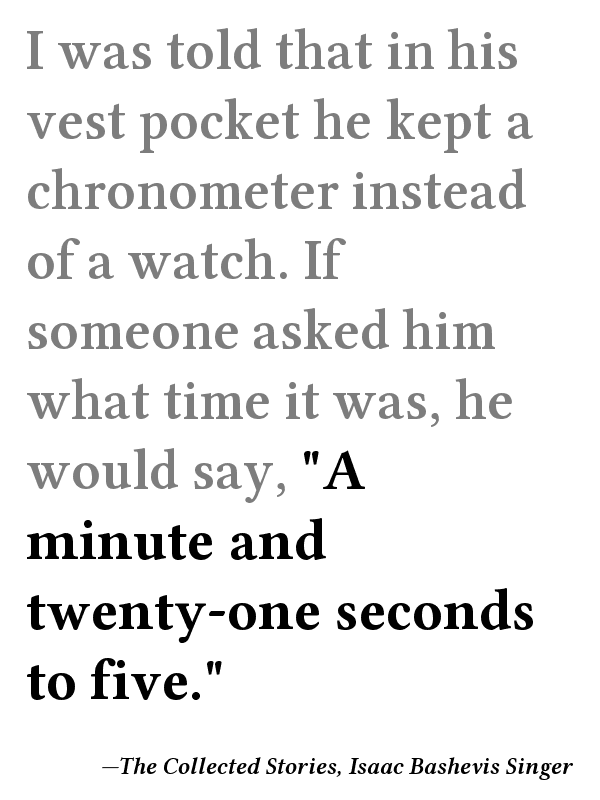 I was told that in his
vest pocket he kept a
chronometer instead
of a watch. If
someone asked him
what time it was, he
would say, "A
minute and
twenty-one seconds
to five."
—The Collected Stories, Isaac Bashevis Singer